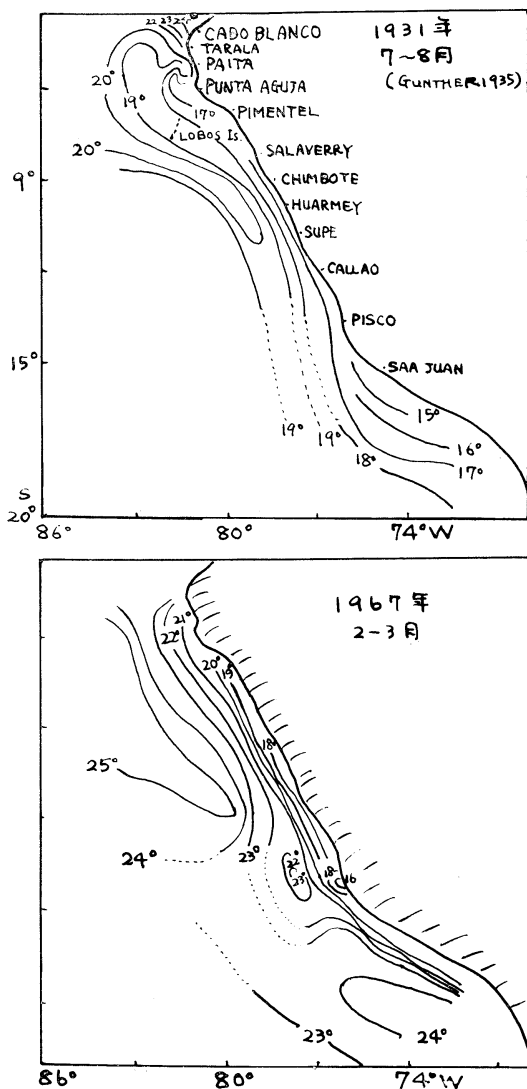 22 23 24°
CADO BLANCO
1931年
7~8月
(GUNTHER 1935)
TARALA
PAITA
20°
19°
PUNTA AGUJA
17°
PIMENTEL
LOBOS Is.
20°
SALAVERRY
9°
CHIMBOTE
HUARMEY
SUPE
CALLAO
PISCO
15°
SAA JUAN
15°
19°
19°
18°
16°
17°
S
20°
86°
80°
74°W
1967年
2-3月
21°
22°
20°
19°
18°
25°
24°
23°
22°
23°
18
16
23°
24°
86°
80°
74°W